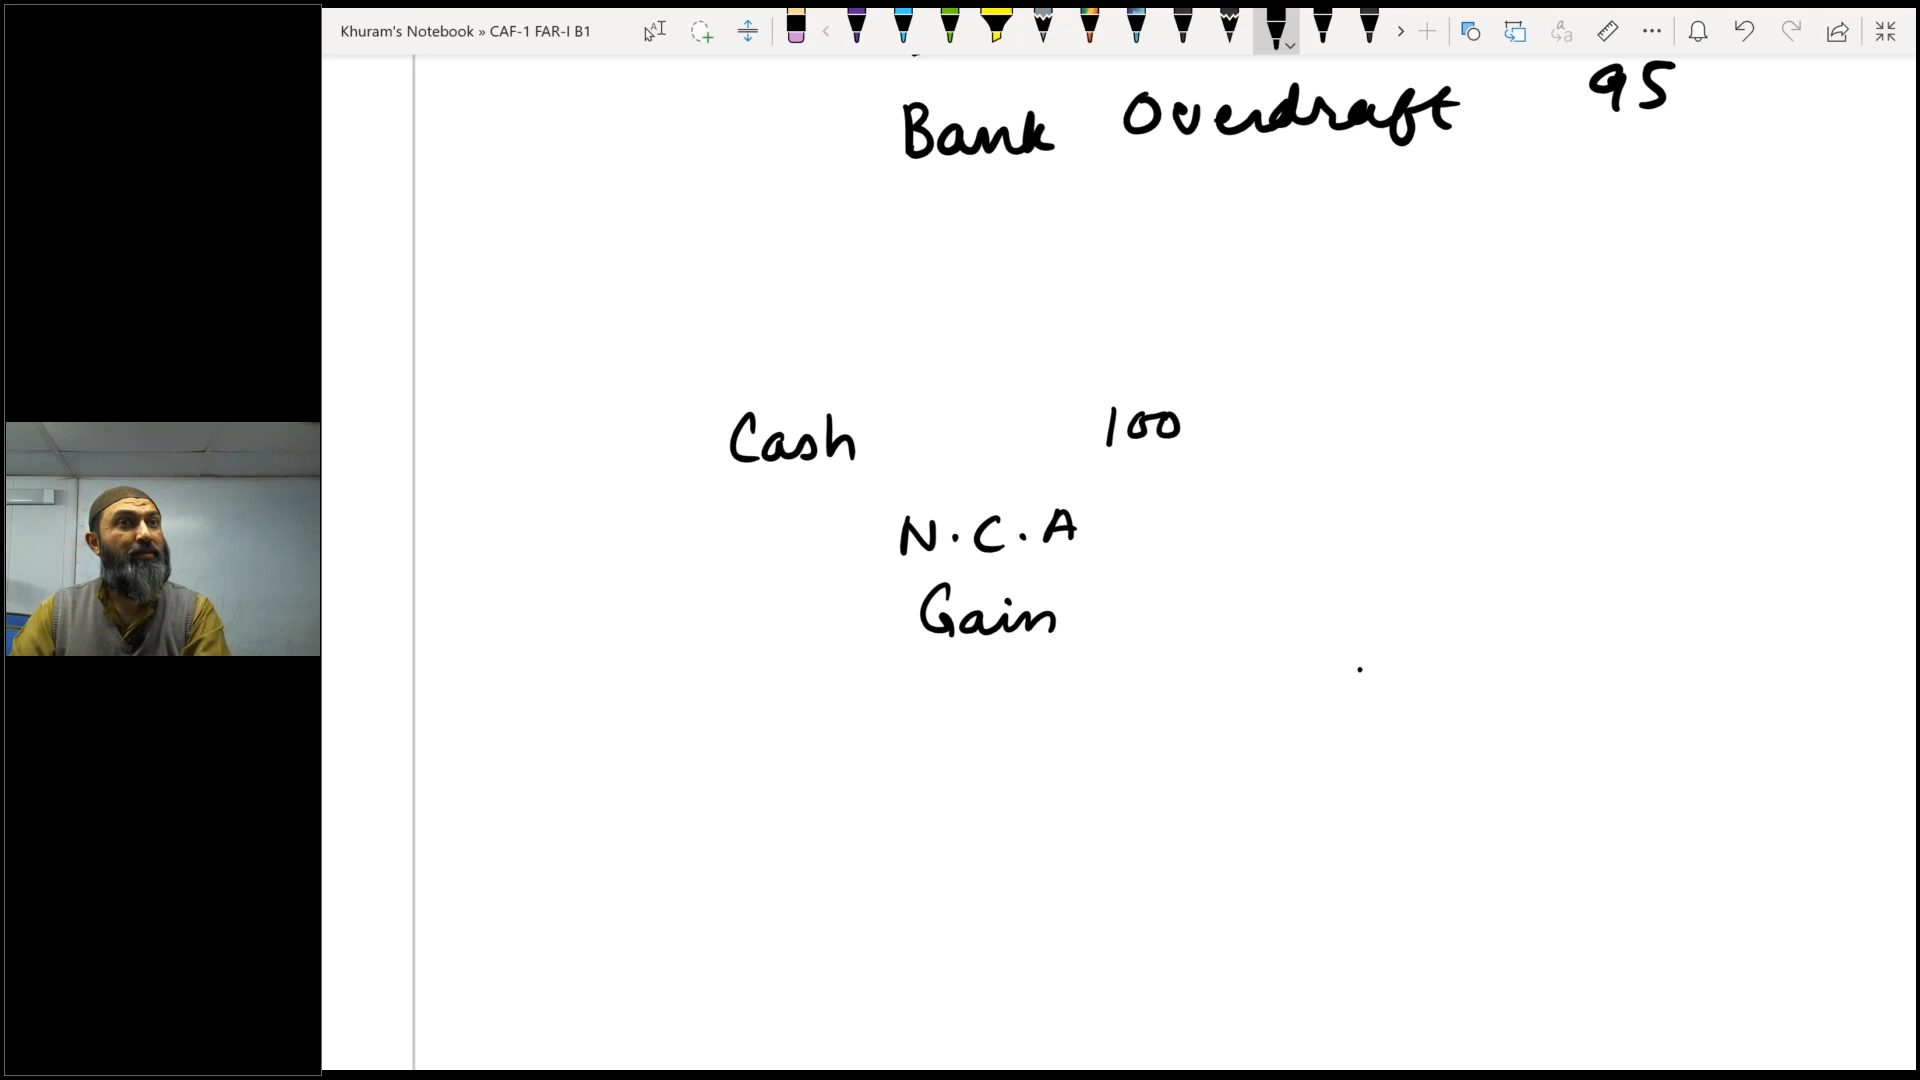 Khuram's Notebook » CAF-1 FAR-I B1
Bank Overdraft 95
Cash 100
N.C.A
Gain